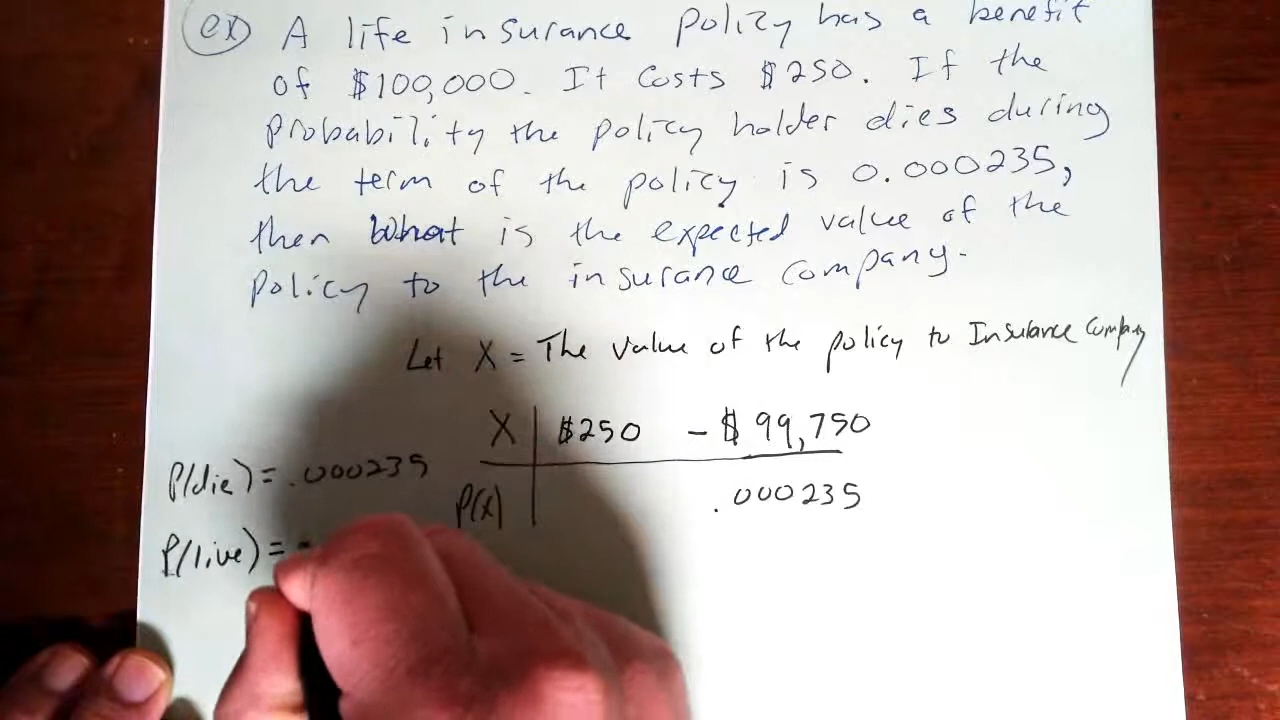 ex A life insurance policy has a benefit
of $100,000. It costs $250. If the
probability the policy holder dies during
the term of the policy is 0.000235,
then what is the expected value of the
policy to the insurance company.
Let X = The value of the policy to Insurance Company
X $250 -$99,750
P(die) = .000235
P(x) .000235
P(live) =